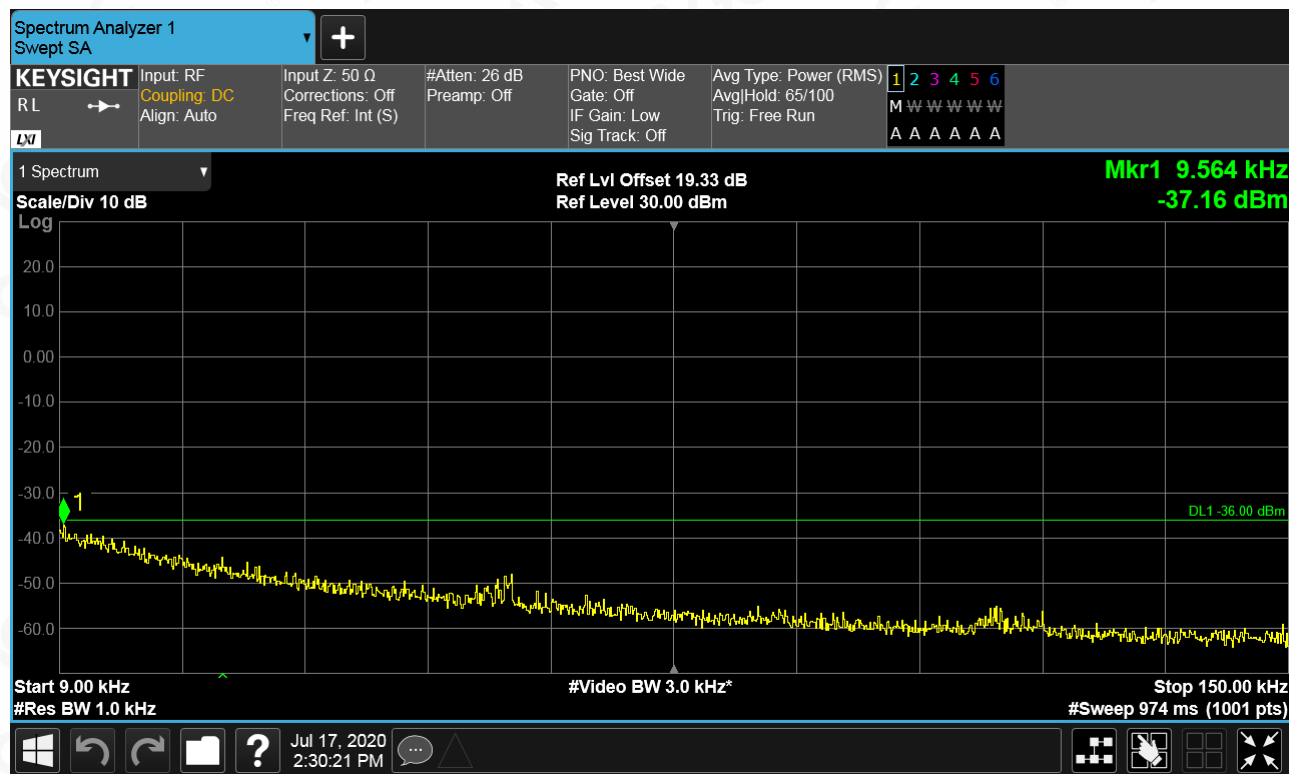 Spectrum Analyzer 1
Swept SA
KEYSIGHT
R L
LXI
Input: RF
Coupling: DC
Align: Auto
Input Z: 50 Ω
Corrections: Off
Freq Ref: Int (S)
#Atten: 26 dB
Preamp: Off
PNO: Best Wide
Gate: Off
IF Gain: Low
Sig Track: Off
Avg Type: Power (RMS)
Avg|Hold: 65/100
Trig: Free Run
1 2 3 4 5 6
M W W W W W
A A A A A A
1 Spectrum
Scale/Div 10 dB
Log
Ref Lvl Offset 19.33 dB
Ref Level 30.00 dBm
Mkr1 9.564 kHz
-37.16 dBm
20.0
10.0
0.00
-10.0
-20.0
-30.0
1
DL1 -36.00 dBm
-40.0
-50.0
-60.0
Start 9.00 kHz
#Video BW 3.0 kHz*
Stop 150.00 kHz
#Res BW 1.0 kHz
#Sweep 974 ms (1001 pts)
?
Jul 17, 2020
2:30:21 PM